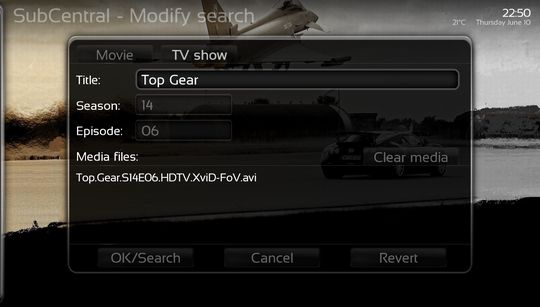 SubCentral - Modify search
22:50
21°C Thursday June 10
Movie TV show
Title: Top Gear
Season: 14
Episode: 06
Media files: Clear media
Top.Gear.S14E06.HDTV.XviD-FoV.avi
OK/Search Cancel Revert